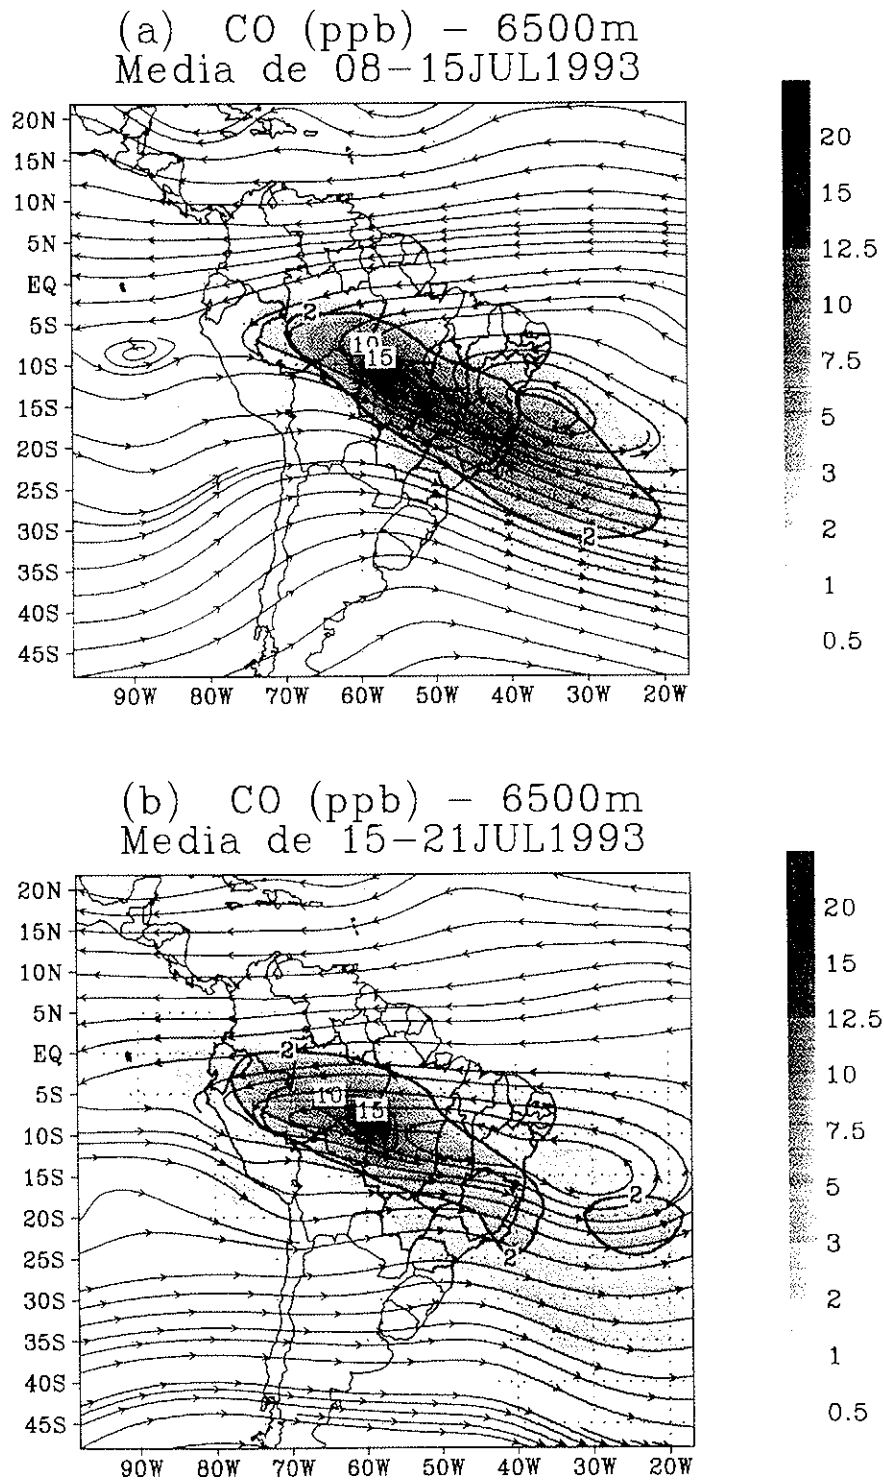 (a) CO (ppb) – 6500m
Media de 08–15JUL1993
20N
15N
10N
5N
EQ
5S
10S
15S
20S
25S
30S
35S
40S
45S
90W 80W 70W 60W 50W 40W 30W 20W
2
10
15
2
20
15
12.5
10
7.5
5
3
2
1
0.5
(b) CO (ppb) – 6500m
Media de 15–21JUL1993
20N
15N
10N
5N
EQ
5S
10S
15S
20S
25S
30S
35S
40S
45S
90W 80W 70W 60W 50W 40W 30W 20W
2
10
15
2
2
20
15
12.5
10
7.5
5
3
2
1
0.5